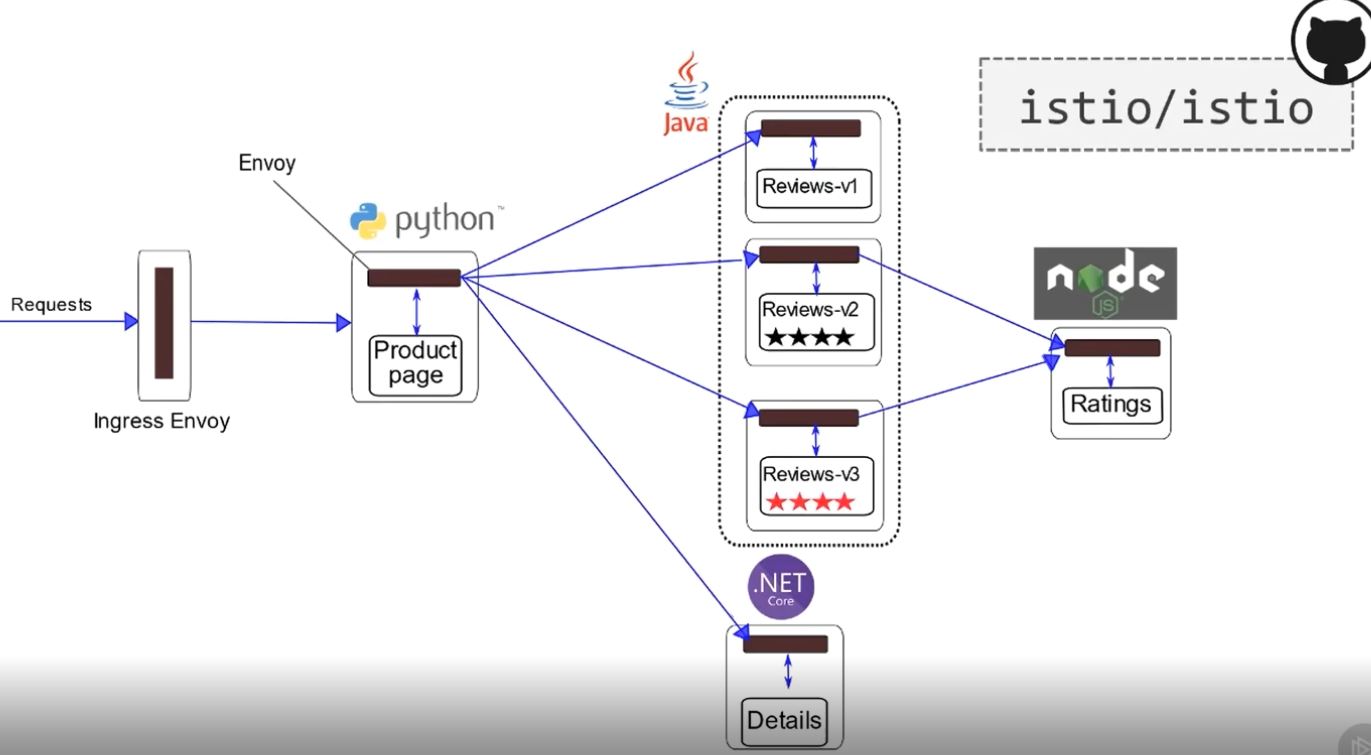 istio/istio
Java
Envoy
python™
Requests
Ingress Envoy
Product
page
Reviews-v1
Reviews-v2
Reviews-v3
node
JS
Ratings
.NET
Core
Details